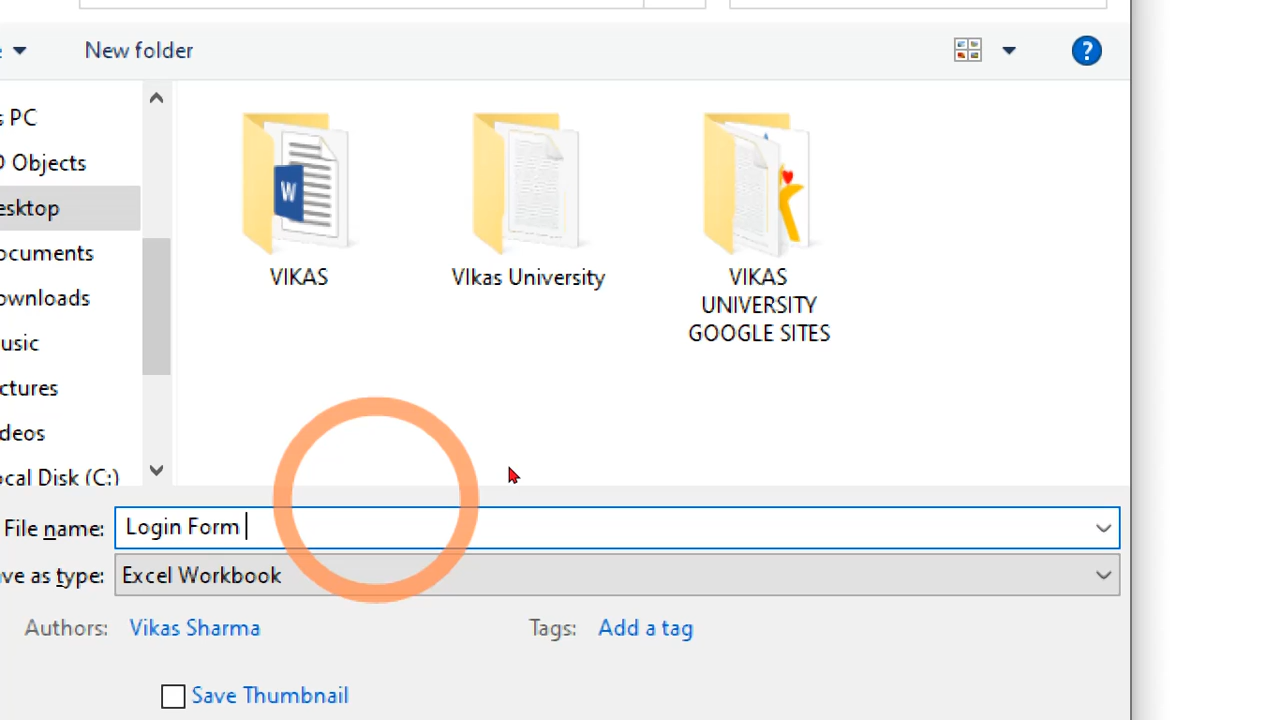 New folder
?
s PC
Objects
esktop
ocuments
ownloads
usic
ctures
deos
ocal Disk (C:)
W
VIKAS
VIkas University
VIKAS
UNIVERSITY
GOOGLE SITES
File name: Login Form
ve as type: Excel Workbook
Authors: Vikas Sharma
Tags: Add a tag
Save Thumbnail